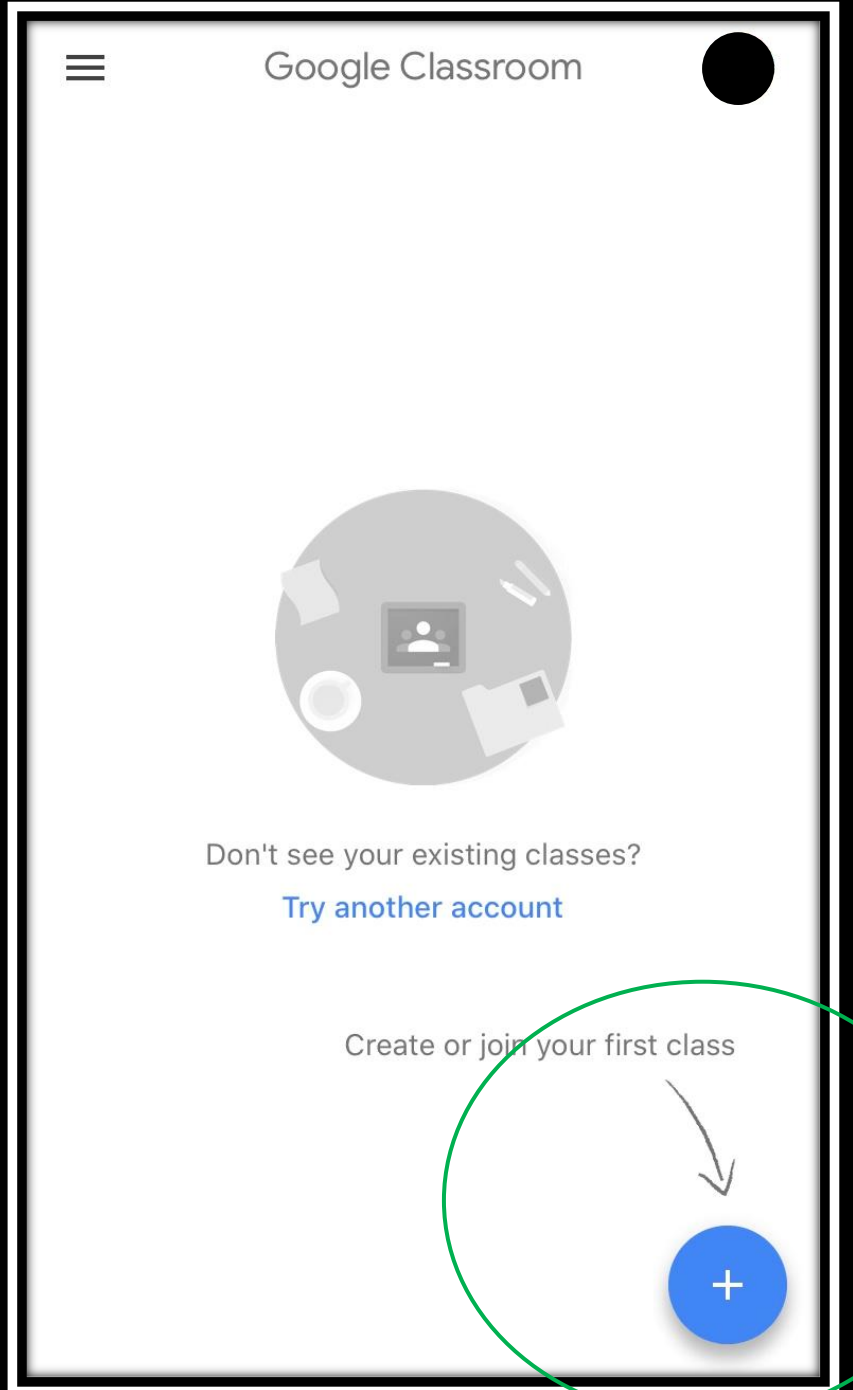 Google Classroom
Don't see your existing classes?
Try another account
Create or join your first class
+